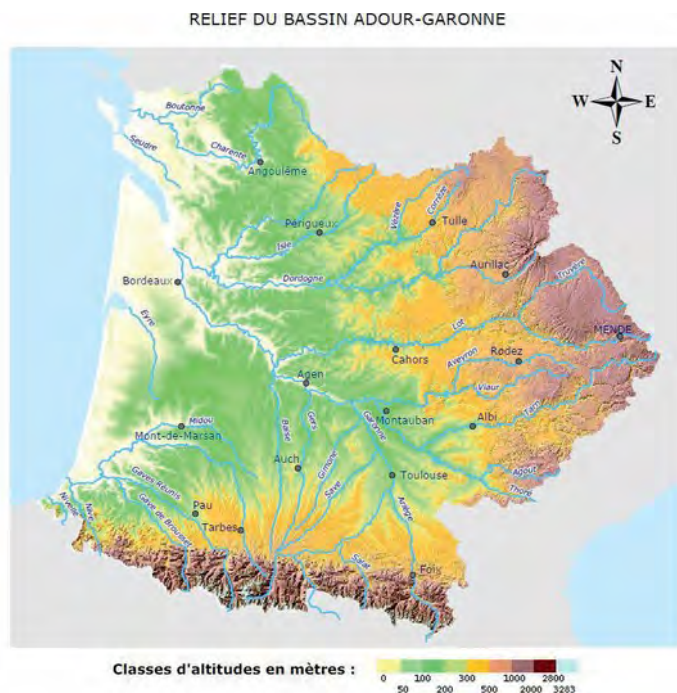 RELIEF DU BASSIN ADOUR-GARONNE
N
W E
S
Boutonne
Seudre
Charente
Angoulême
Vézère
Corrèze
Périgueux
Tulle
Isle
Bordeaux
Dordogne
Aurillac
Truyère
Eyre
Lot
MENDE
Cahors
Aveyron
Rodez
Agen
Viaur
Garonne
Montauban
Albi
Tarn
Midou
Mont-de-Marsan
Baïse
Gers
Gimone
Save
Auch
Toulouse
Agout
Thore
Gaves Réunis
Gave de Brousset
Nivelle
Nive
Pau
Tarbes
Ariège
Salat
Foix
Classes d'altitudes en mètres :
0 100 300 1000 2800
50 200 500 2000 3283